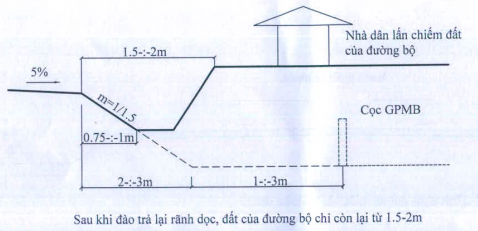 Nhà dân lấn chiếm đất
của đường bộ
1.5-:-2m
5%
m=1/1.5
Cọc GPMB
0.75-:-1m
2-:-3m
1-:-3m
Sau khi đào trả lại rãnh dọc, đất của đường bộ chỉ còn lại từ 1.5-2m